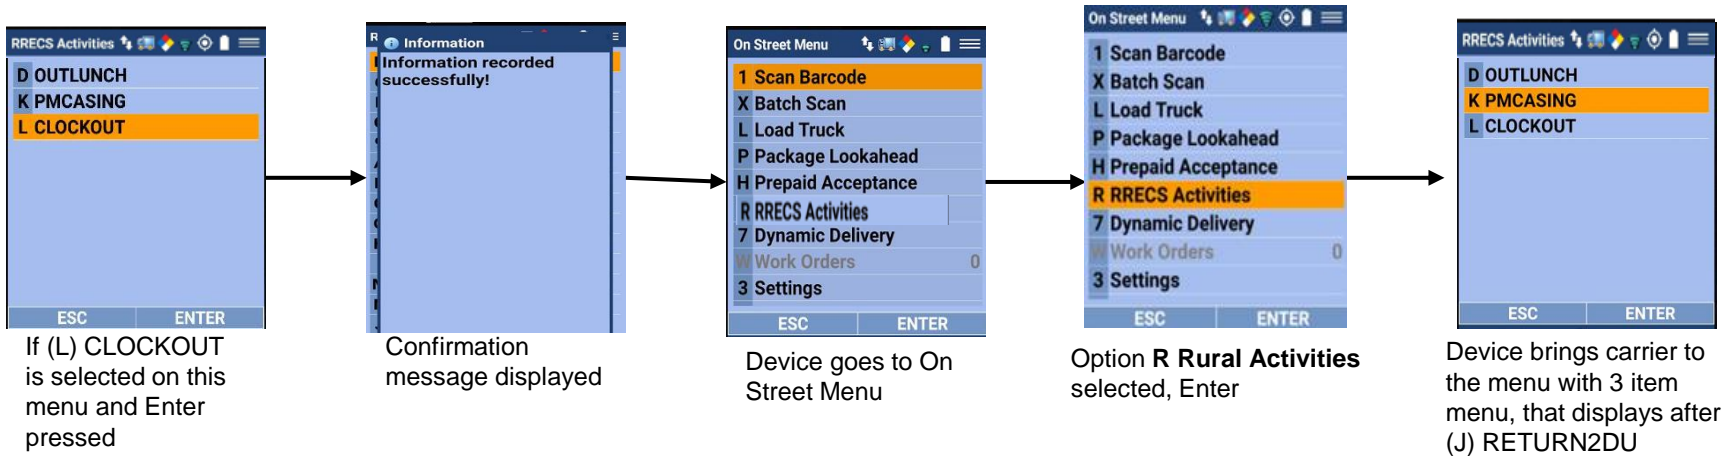 RRECS Activities
D OUTLUNCH
K PMCASING
L CLOCKOUT
ESC ENTER
If (L) CLOCKOUT
is selected on this
menu and Enter
pressed
Information
Information recorded
successfully!
Confirmation
message displayed
On Street Menu
1 Scan Barcode
X Batch Scan
L Load Truck
P Package Lookahead
H Prepaid Acceptance
R RRECS Activities
7 Dynamic Delivery
W Work Orders 0
3 Settings
ESC ENTER
Device goes to On
Street Menu
On Street Menu
1 Scan Barcode
X Batch Scan
L Load Truck
P Package Lookahead
H Prepaid Acceptance
R RRECS Activities
7 Dynamic Delivery
W Work Orders 0
3 Settings
ESC ENTER
Option R Rural Activities
selected, Enter
RRECS Activities
D OUTLUNCH
K PMCASING
L CLOCKOUT
ESC ENTER
Device brings carrier to
the menu with 3 item
menu, that displays after
(J) RETURN2DU